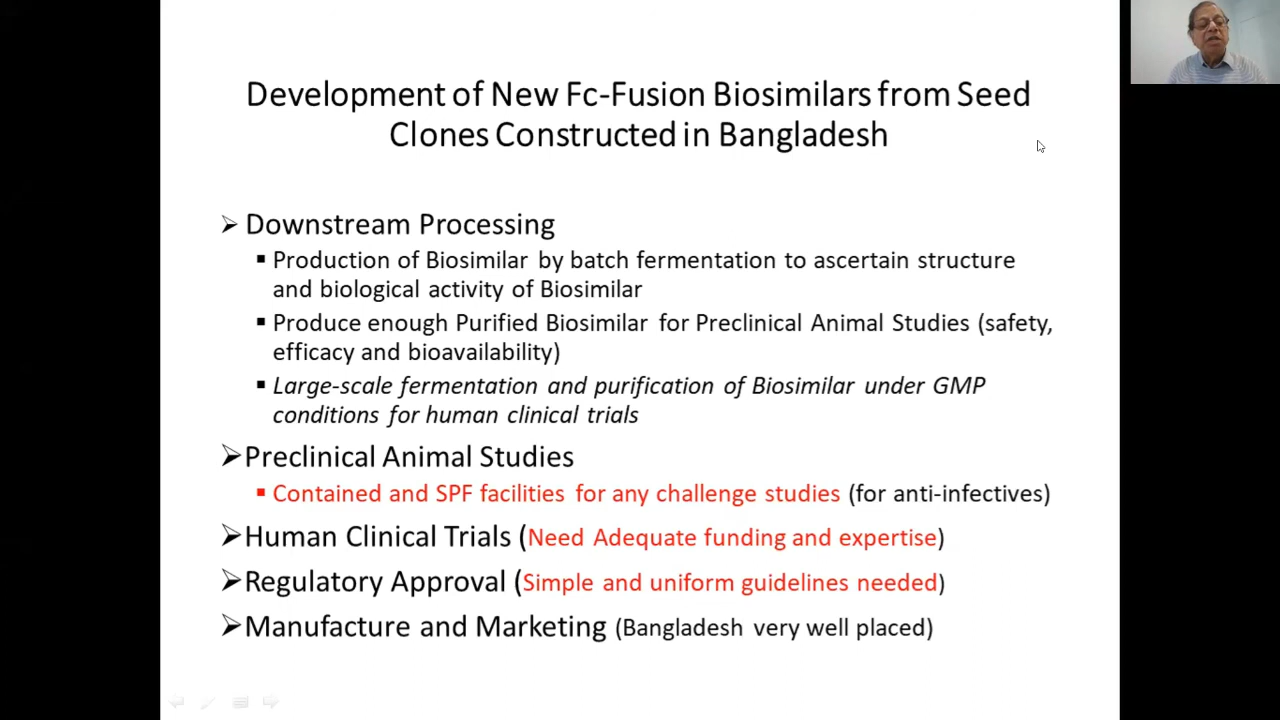 Development of New Fc-Fusion Biosimilars from Seed
Clones Constructed in Bangladesh
Downstream Processing
Production of Biosimilar by batch fermentation to ascertain structure
and biological activity of Biosimilar
Produce enough Purified Biosimilar for Preclinical Animal Studies (safety,
efficacy and bioavailability)
Large-scale fermentation and purification of Biosimilar under GMP
conditions for human clinical trials
Preclinical Animal Studies
Contained and SPF facilities for any challenge studies (for anti-infectives)
Human Clinical Trials (Need Adequate funding and expertise)
Regulatory Approval (Simple and uniform guidelines needed)
Manufacture and Marketing (Bangladesh very well placed)